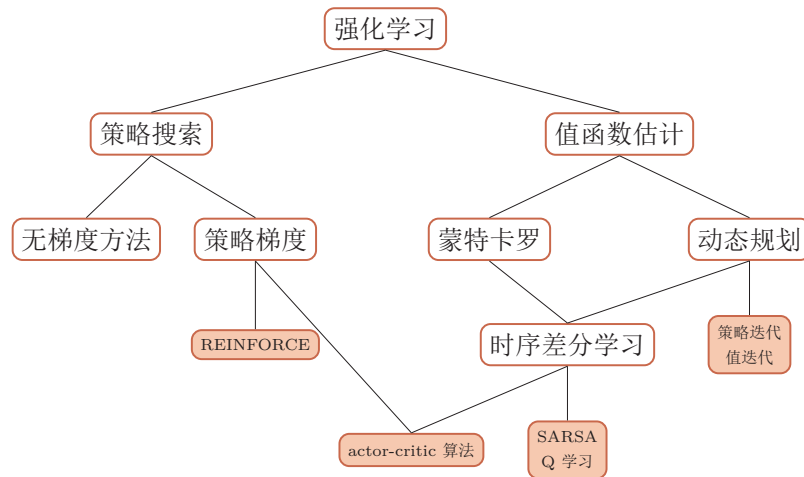 强化学习
策略搜索
值函数估计
无梯度方法
策略梯度
蒙特卡罗
动态规划
REINFORCE
时序差分学习
策略迭代
值迭代
actor-critic 算法
SARSA
Q 学习